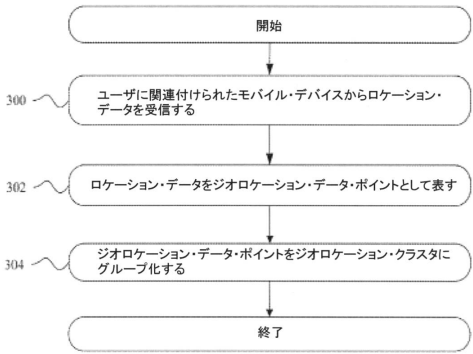 開始
300
ユーザに関連付けられたモバイル・デバイスからロケーション・
データを受信する
302
ロケーション・データをジオロケーション・データ・ポイントとして表す
304
ジオロケーション・データ・ポイントをジオロケーション・クラスタに
グループ化する
終了